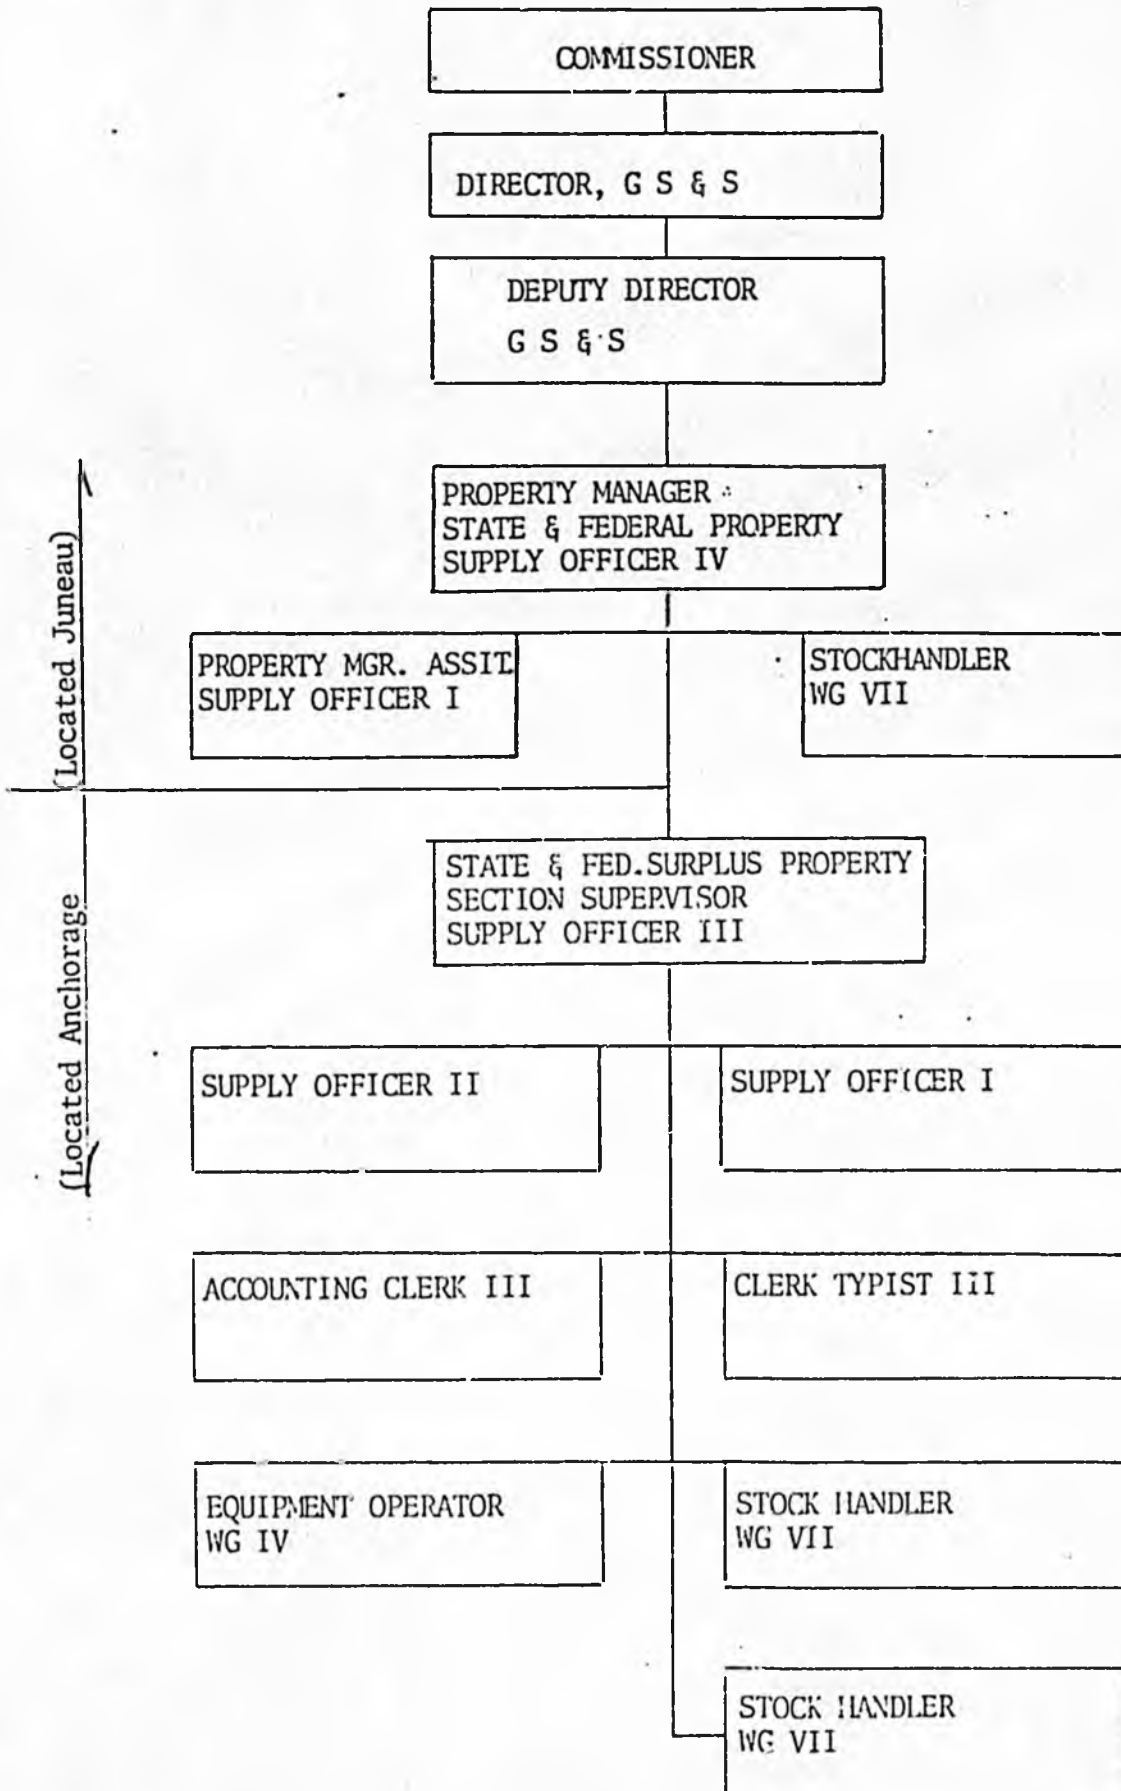 COMMISSIONER
DIRECTOR, G S & S
DEPUTY DIRECTOR
G S & S
PROPERTY MANAGER
STATE & FEDERAL PROPERTY
SUPPLY OFFICER IV
(Located Juneau)
PROPERTY MGR. ASSIT.
SUPPLY OFFICER I
STOCKHANDLER
WG VII
STATE & FED.SURPLUS PROPERTY
SECTION SUPERVISOR
SUPPLY OFFICER III
(Located Anchorage
SUPPLY OFFICER II
SUPPLY OFFICER I
ACCOUNTING CLERK III
CLERK TYPIST III
EQUIPMENT OPERATOR
WG IV
STOCK HANDLER
WG VII
STOCK HANDLER
WG VII